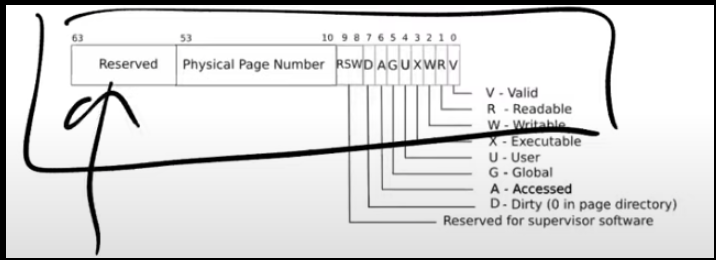 63 53 10 9 8 7 6 5 4 3 2 1 0
Reserved Physical Page Number RSW D A G U X W R V
V - Valid
R - Readable
W - Writable
X - Executable
U - User
G - Global
A - Accessed
D - Dirty (0 in page directory)
Reserved for supervisor software